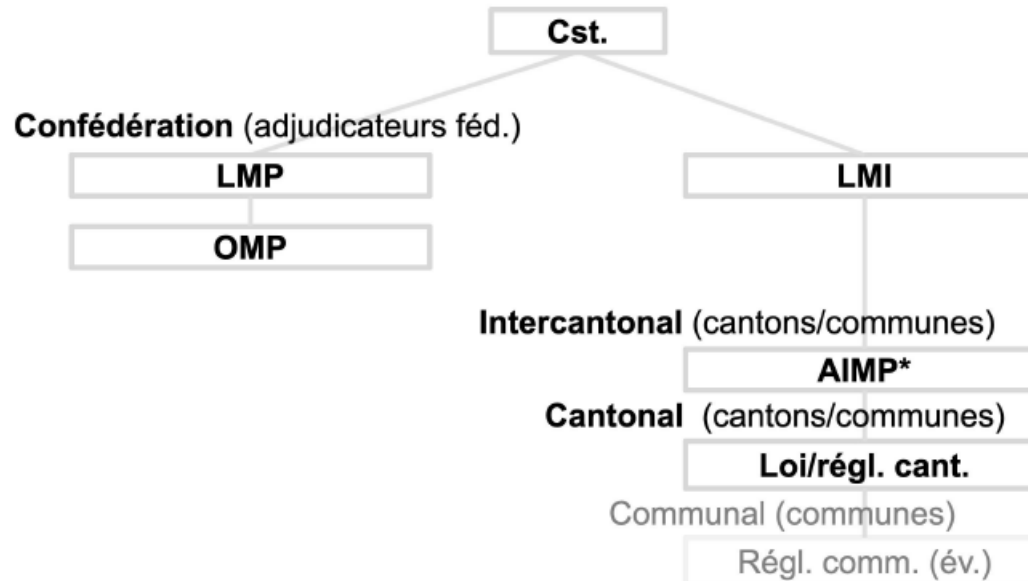 Cst.
Confédération (adjudicateurs féd.)
LMP
LMI
OMP
Intercantonal (cantons/communes)
AIMP*
Cantonal (cantons/communes)
Loi/régl. cant.
Communal (communes)
Régl. comm. (év.)